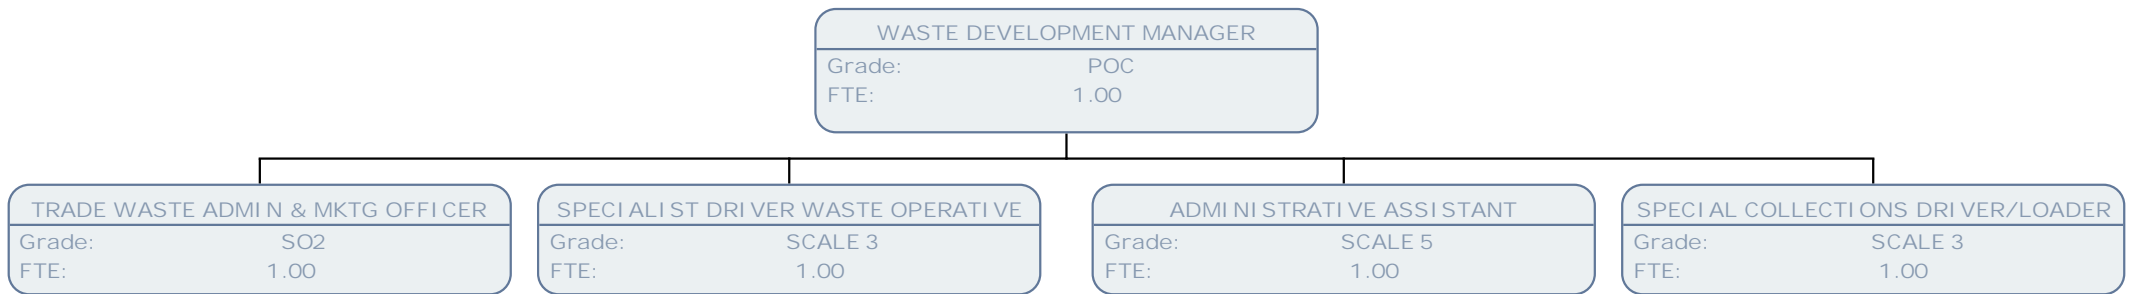 WASTE DEVELOPMENT MANAGER
Grade: POC
FTE: 1.00
TRADE WASTE ADMIN & MKTG OFFICER
Grade: SO2
FTE: 1.00
SPECIALIST DRIVER WASTE OPERATIVE
Grade: SCALE 3
FTE: 1.00
ADMINISTRATIVE ASSISTANT
Grade: SCALE 5
FTE: 1.00
SPECIAL COLLECTIONS DRIVER/LOADER
Grade: SCALE 3
FTE: 1.00